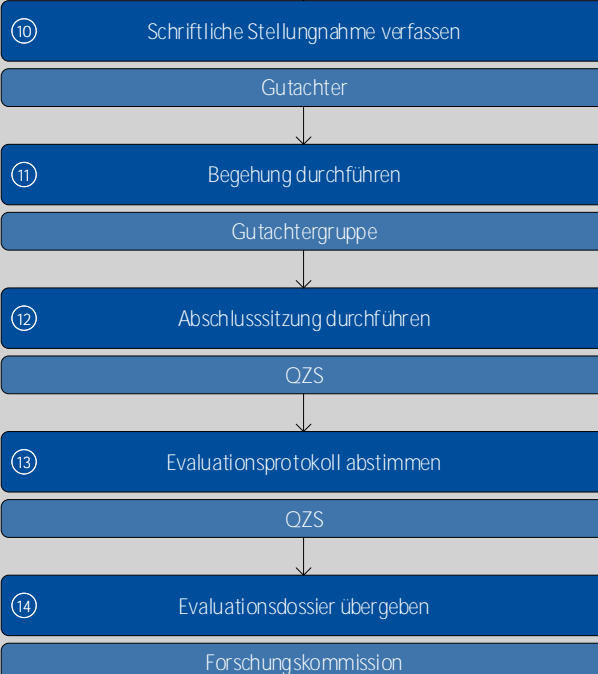 10 Schriftliche Stellungnahme verfassen
Gutachter
11 Begehung durchführen
Gutachtergruppe
12 Abschlusssitzung durchführen
QZS
13 Evaluationsprotokoll abstimmen
QZS
14 Evaluationsdossier übergeben
Forschungskommission